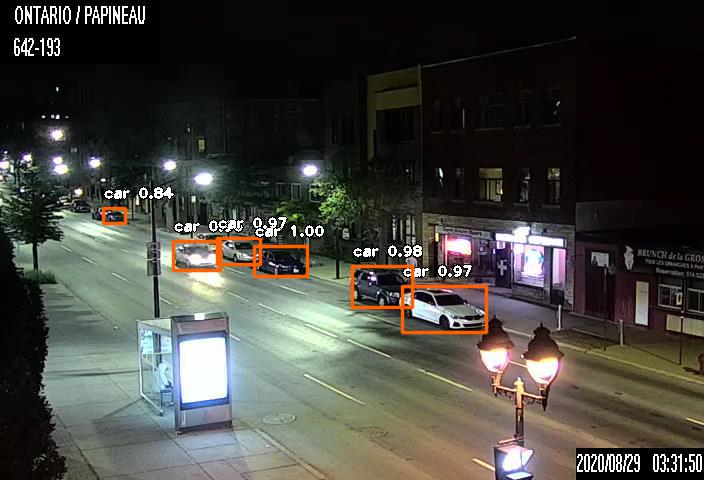 ONTARIO / PAPINEAU
642-193
car 0.84
car 0.97
car 1.00
car 0.98
car 0.97
BRUNCH de la GROS
2020/08/29 03:31:50